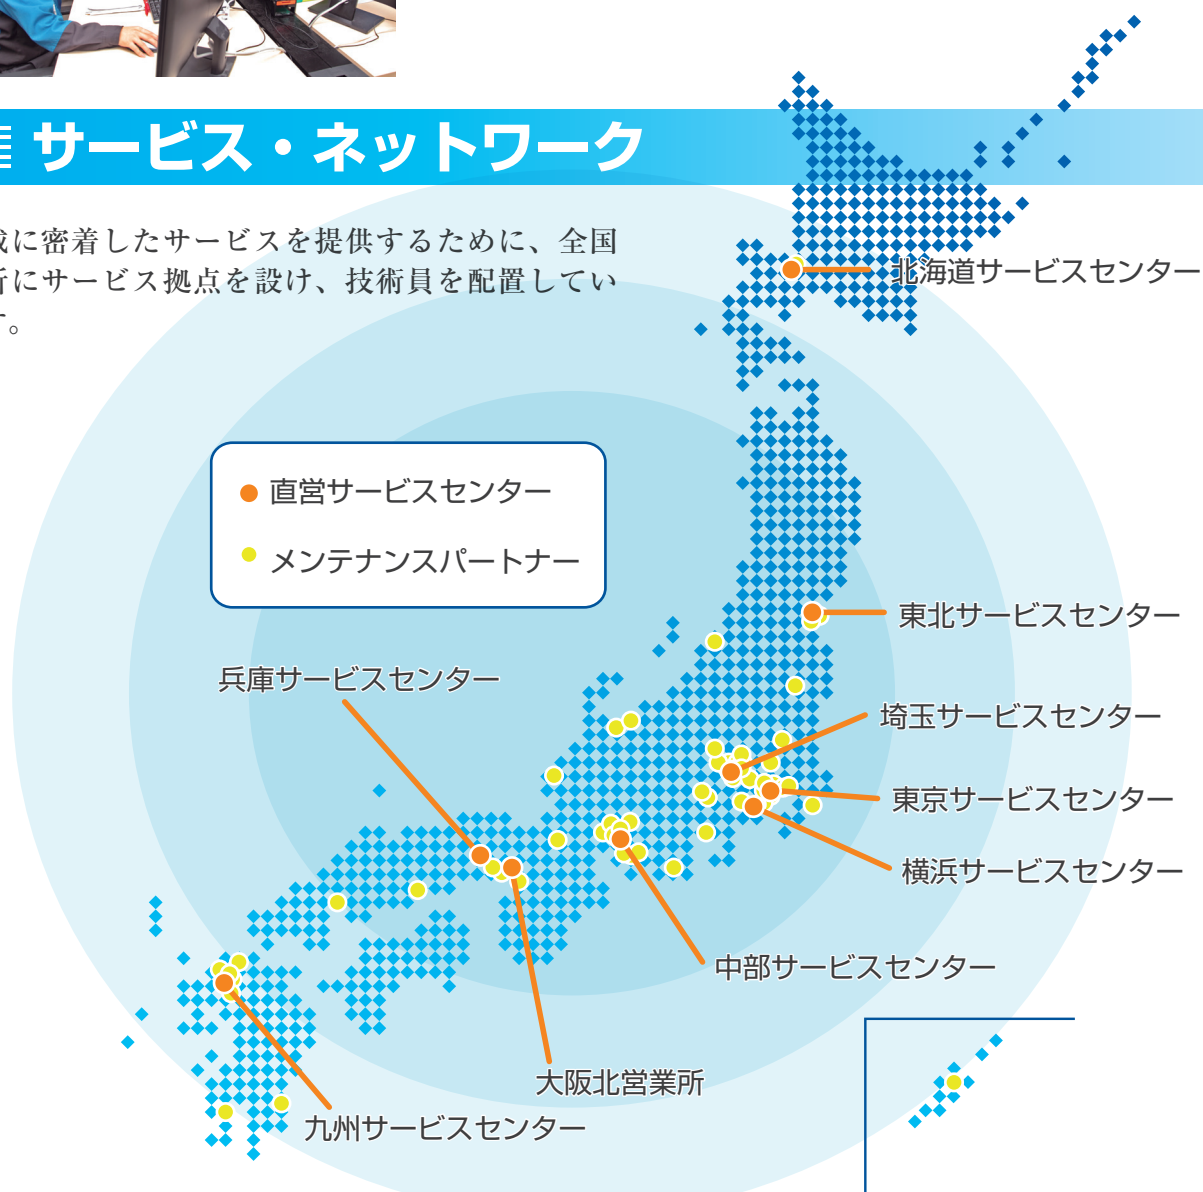 サービス・ネットワーク
に密着したサービスを提供するために、全国
にサービス拠点を設け、技術員を配置してい
。
北海道サービスセンター
直営サービスセンター
メンテナンスパートナー
東北サービスセンター
兵庫サービスセンター
埼玉サービスセンター
東京サービスセンター
横浜サービスセンター
中部サービスセンター
大阪北営業所
九州サービスセンター